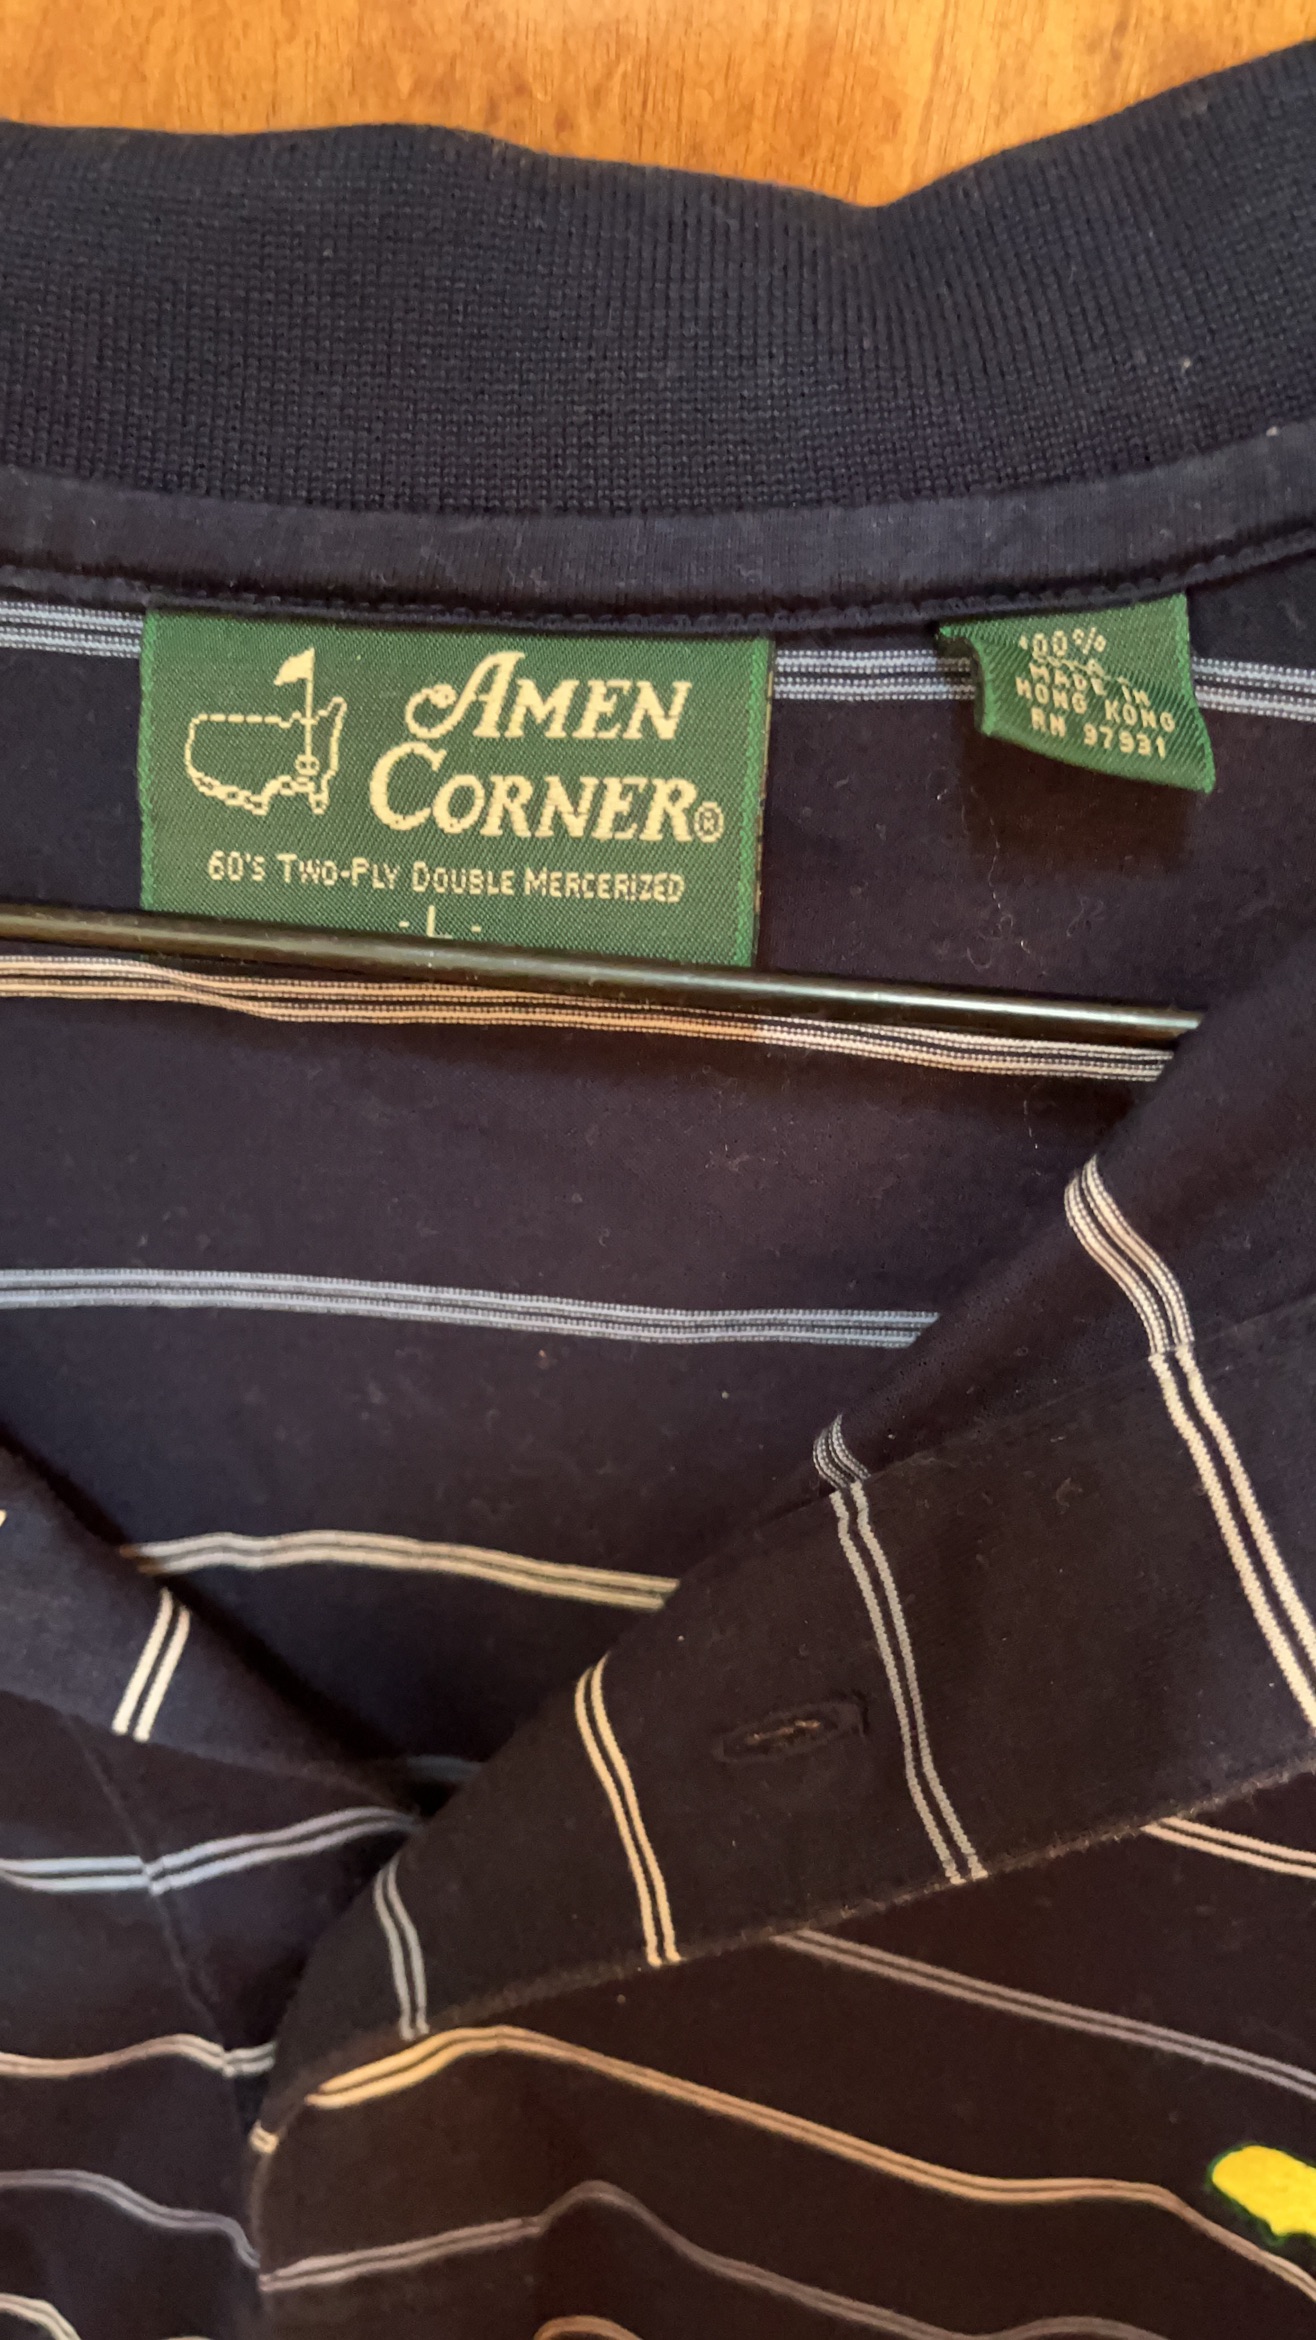 AMEN
CORNER®
60'S TWO-PLY DOUBLE MERCERIZED
- L -
100%
MADE IN
HONG KONG
RN 97931